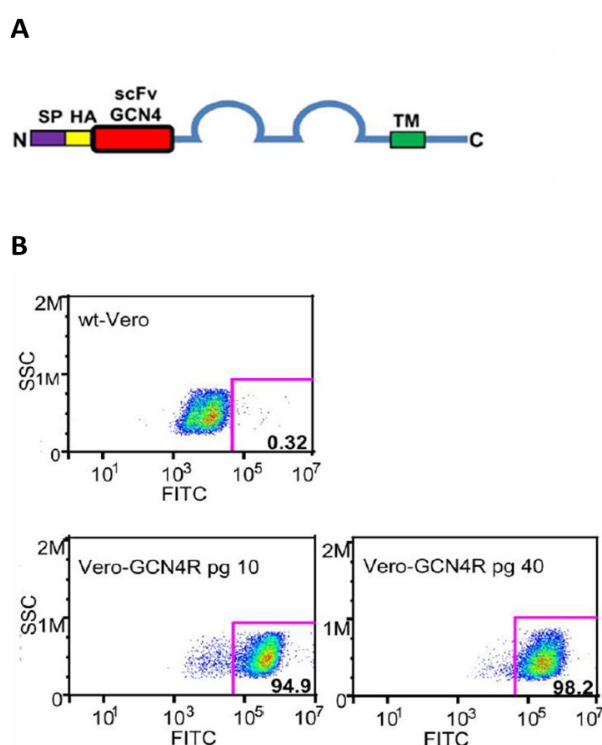 A
scFv
SP HA GCN4 TM
N C
B
2M
wt-Vero
SSC
1M
0.32
0
10¹ 10³ 10⁵ 10⁷
FITC
2M 2M
Vero-GCN4R pg 10 Vero-GCN4R pg 40
SSC
1M 1M
94.9 98.2
0 0
10¹ 10³ 10⁵ 10⁷ 10¹ 10³ 10⁵ 10⁷
FITC FITC